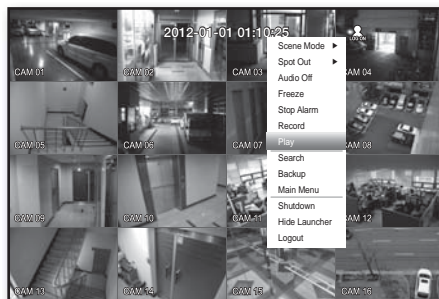 2012-01-01 01:10:25
LOG ON
CAM 01
CAM 02
CAM 03
CAM 04
Scene Mode
Spot Out
Audio Off
Freeze
Stop Alarm
Record
Play
Search
Backup
Main Menu
Shutdown
Hide Launcher
Logout
CAM 05
CAM 06
CAM 07
CAM 08
CAM 09
CAM 10
CAM 11
CAM 12
CAM 13
CAM 14
CAM 15
CAM 16